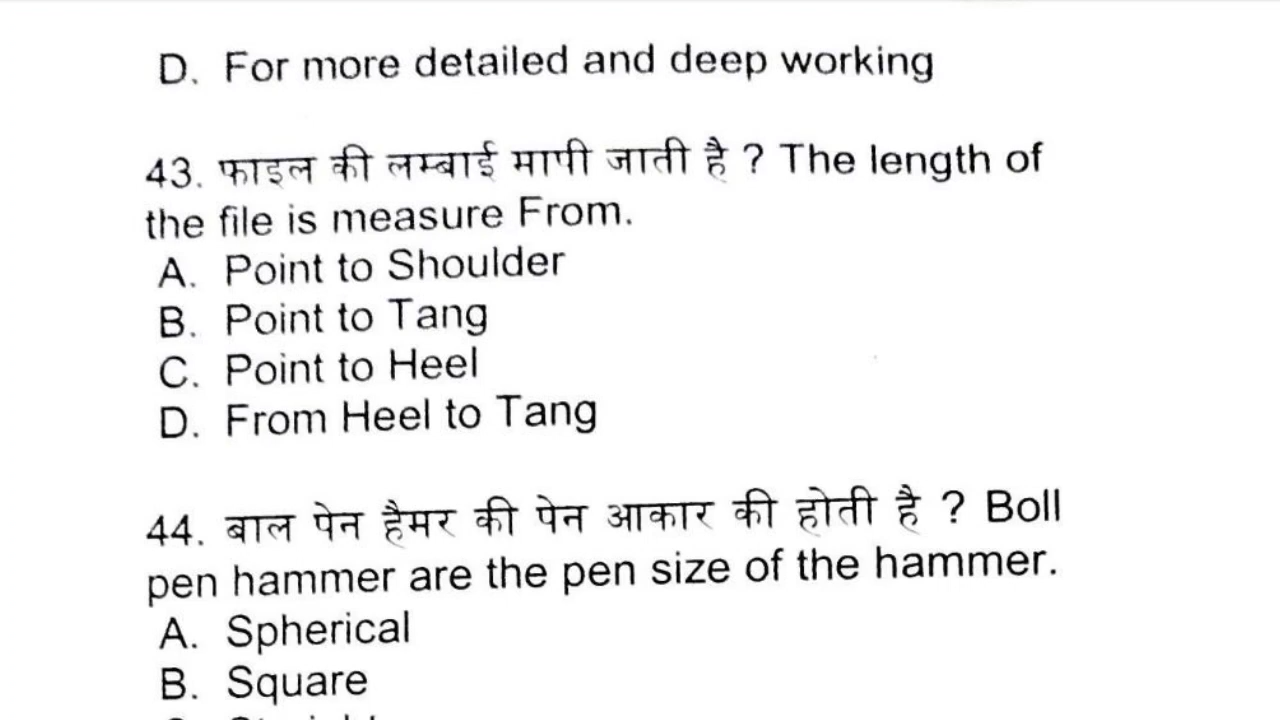 D. For more detailed and deep working
43. फाइल की लम्बाई मापी जाती है ? The length of
the file is measure From.
A. Point to Shoulder
B. Point to Tang
C. Point to Heel
D. From Heel to Tang
44. बाल पेन हैमर की पेन आकार की होती है ? Boll
pen hammer are the pen size of the hammer.
A. Spherical
B. Square